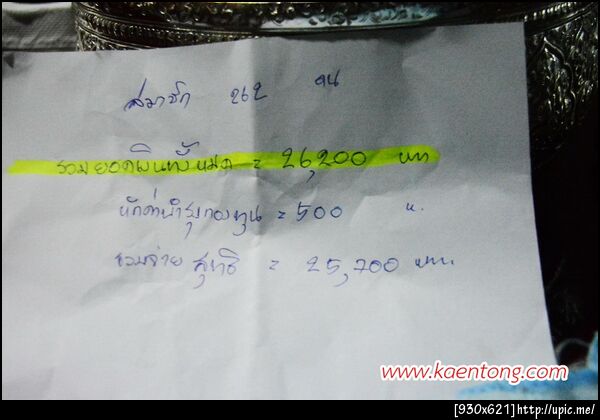 สมาชิก 262 คน
รวมยอดเงินทั้งหมด = 26,200 บาท
หักค่าบำรุงกองทุน = 500 บ.
รวมจ่าย สุทธิ = 25,700 บาท.
www.kaentong.com
[930x621]http://upic.me/